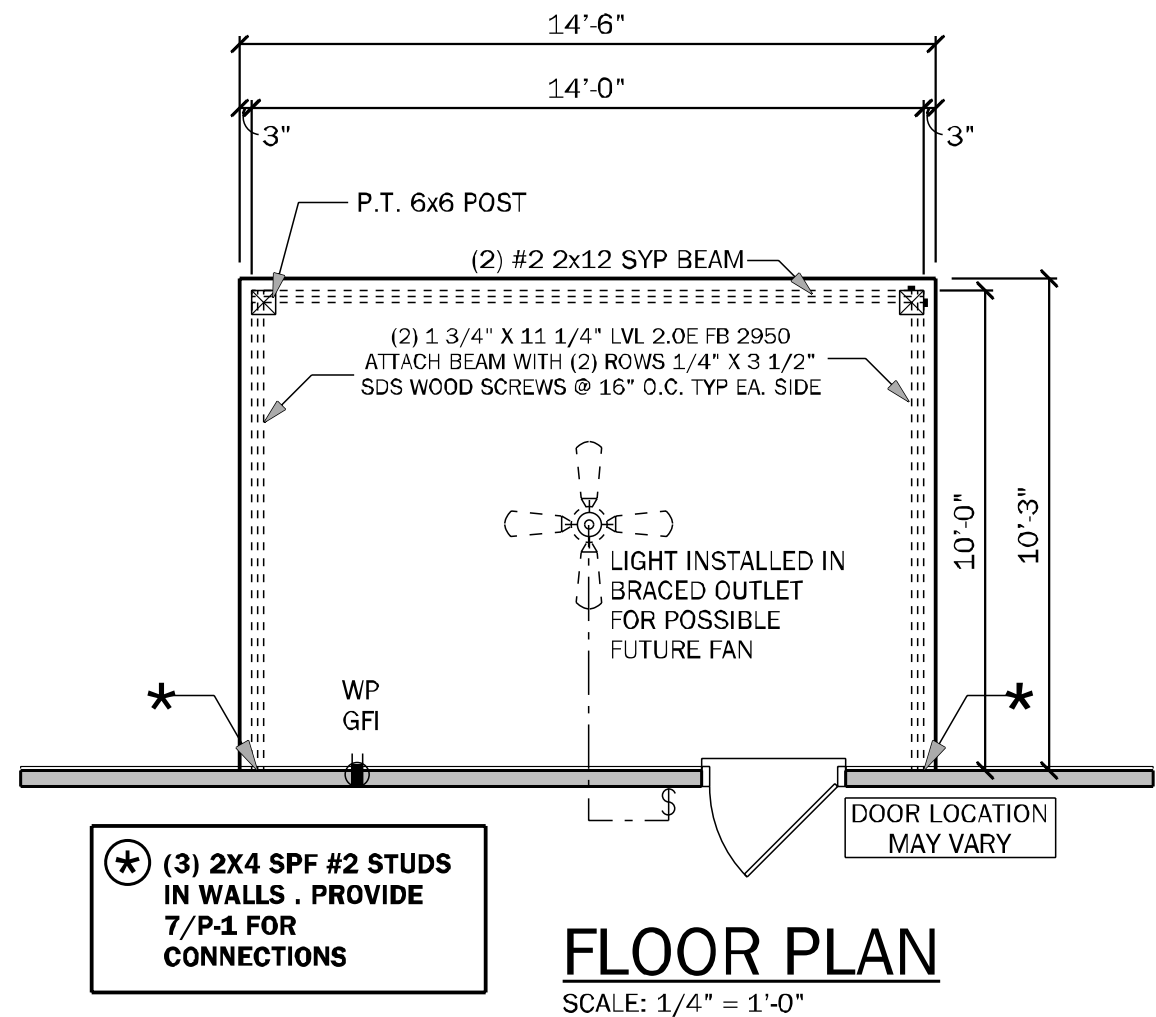 14'-6"
14'-0"
3"
3"
P.T. 6x6 POST
(2) #2 2x12 SYP BEAM
(2) 1 3/4" X 11 1/4" LVL 2.0E FB 2950
ATTACH BEAM WITH (2) ROWS 1/4" X 3 1/2"
SDS WOOD SCREWS @ 16" O.C. TYP EA. SIDE
10'-0"
10'-3"
LIGHT INSTALLED IN
BRACED OUTLET
FOR POSSIBLE
FUTURE FAN
*
*
WP
GFI
S
DOOR LOCATION
MAY VARY
* (3) 2X4 SPF #2 STUDS
IN WALLS . PROVIDE
7/P-1 FOR
CONNECTIONS
FLOOR PLAN
SCALE: 1/4" = 1'-0"